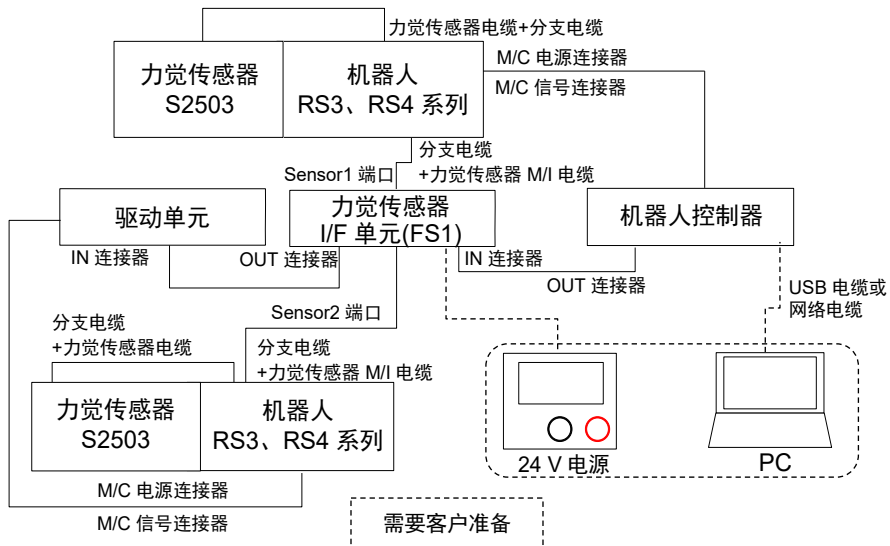 力觉传感器电缆+分支电缆
力觉传感器
S2503
机器人
RS3、RS4 系列
M/C 电源连接器
M/C 信号连接器
分支电缆
+力觉传感器 M/I 电缆
Sensor1 端口
驱动单元
力觉传感器
I/F 单元(FS1)
机器人控制器
IN 连接器
OUT 连接器
IN 连接器
OUT 连接器
USB 电缆或
网络电缆
Sensor2 端口
分支电缆
+力觉传感器电缆
分支电缆
+力觉传感器 M/I 电缆
力觉传感器
S2503
机器人
RS3、RS4 系列
24 V 电源
PC
M/C 电源连接器
M/C 信号连接器
需要客户准备